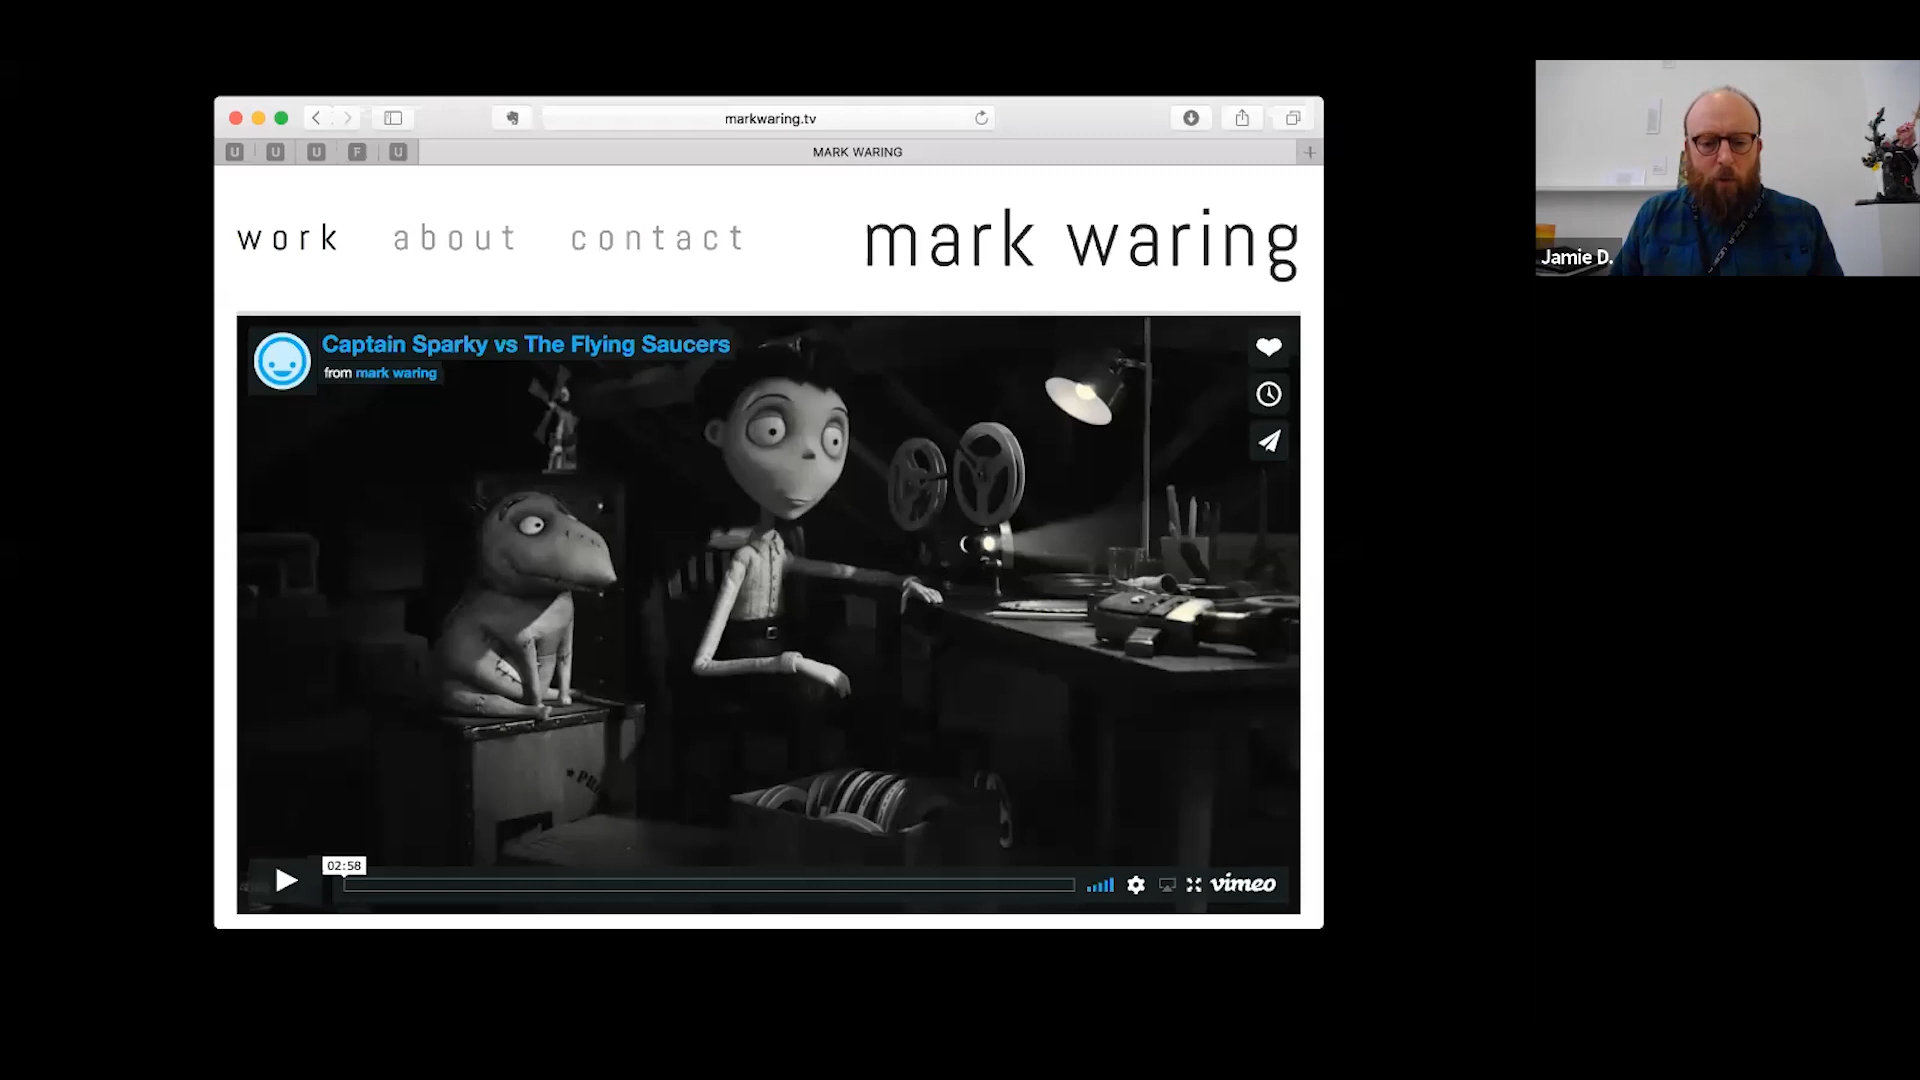 markwaring.tv
U
U
U
F
U
MARK WARING
+
work
about
contact
mark waring
Captain Sparky vs The Flying Saucers
from mark waring
02:58
vimeo
Jamie D.